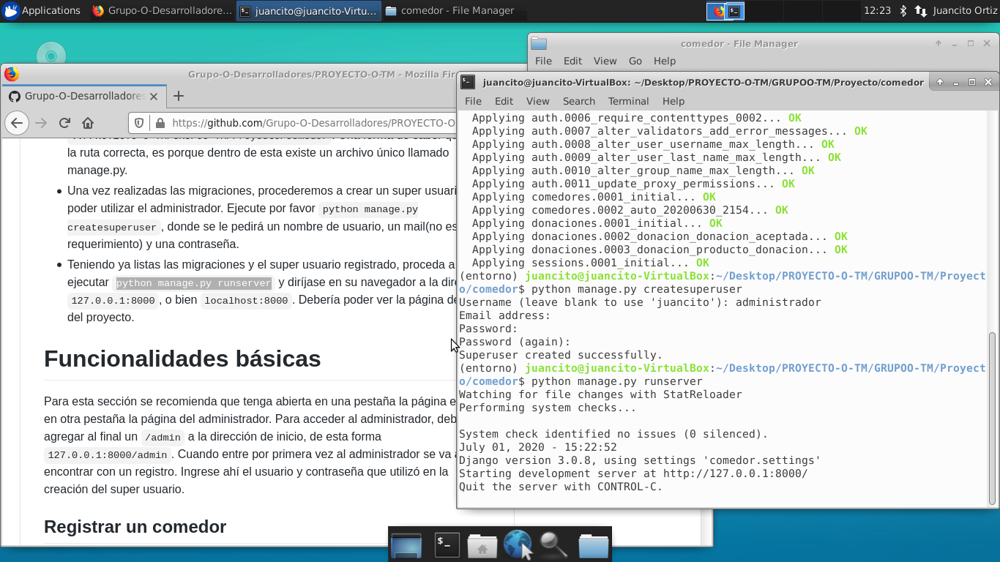 Applications
Grupo-O-Desarrolladore...
juancito@juancito-Virtu...
comedor - File Manager
12:23
Juancito Ortiz
comedor - File Manager
File Edit View Go Help
Grupo-O-Desarrolladores/PROYECTO-O-TM - Mozilla Fir
Grupo-O-Desarrolladores
https://github.com/Grupo-O-Desarrolladores/PROYECTO-O
la ruta correcta, es porque dentro de esta existe un archivo único llamado
manage.py.
Una vez realizadas las migraciones, procederemos a crear un super usuari
poder utilizar el administrador. Ejecute por favor python manage.py
createsuperuser , donde se le pedirá un nombre de usuario, un mail(no es
requerimiento) y una contraseña.
Teniendo ya listas las migraciones y el super usuario registrado, proceda a
ejecutar python manage.py runserver y diríjase en su navegador a la dire
127.0.0.1:8000 , o bien localhost:8000 . Debería poder ver la página de
del proyecto.
Funcionalidades básicas
Para esta sección se recomienda que tenga abierta en una pestaña la página e
en otra pestaña la página del administrador. Para acceder al administrador, deb
agregar al final un /admin a la dirección de inicio, de esta forma
127.0.0.1:8000/admin . Cuando entre por primera vez al administrador se va a
encontrar con un registro. Ingrese ahí el usuario y contraseña que utilizó en la
creación del super usuario.
Registrar un comedor
juancito@juancito-VirtualBox: ~/Desktop/PROYECTO-O-TM/GRUPOO-TM/Proyecto/comedor
File Edit View Search Terminal Help
Applying auth.0006_require_contenttypes_0002... OK
Applying auth.0007_alter_validators_add_error_messages... OK
Applying auth.0008_alter_user_username_max_length... OK
Applying auth.0009_alter_user_last_name_max_length... OK
Applying auth.0010_alter_group_name_max_length... OK
Applying auth.0011_update_proxy_permissions... OK
Applying comedores.0001_initial... OK
Applying comedores.0002_auto_20200630_2154... OK
Applying donaciones.0001_initial... OK
Applying donaciones.0002_donacion_donacion_aceptada... OK
Applying donaciones.0003_donacion_producto_donacion... OK
Applying sessions.0001_initial... OK
(entorno) juancito@juancito-VirtualBox:~/Desktop/PROYECTO-O-TM/GRUPOO-TM/Proyect
o/comedor$ python manage.py createsuperuser
Username (leave blank to use 'juancito'): administrador
Email address:
Password:
Password (again):
Superuser created successfully.
(entorno) juancito@juancito-VirtualBox:~/Desktop/PROYECTO-O-TM/GRUPOO-TM/Proyect
o/comedor$ python manage.py runserver
Watching for file changes with StatReloader
Performing system checks...
System check identified no issues (0 silenced).
July 01, 2020 - 15:22:52
Django version 3.0.8, using settings 'comedor.settings'
Starting development server at http://127.0.0.1:8000/
Quit the server with CONTROL-C.